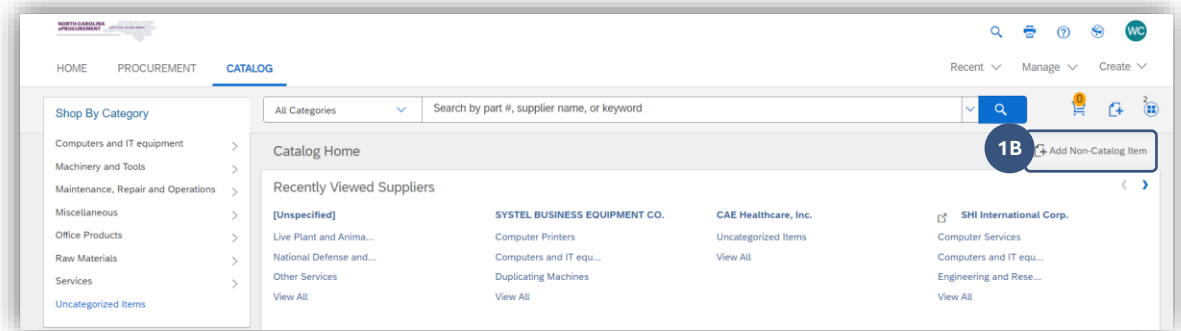 NORTH CAROLINA
ePROCUREMENT
WC
HOME PROCUREMENT CATALOG
Recent Manage Create
Shop By Category
All Categories
Search by part #, supplier name, or keyword
0
2
Computers and IT equipment
Machinery and Tools
Maintenance, Repair and Operations
Miscellaneous
Office Products
Raw Materials
Services
Uncategorized Items
Catalog Home
1B
Add Non-Catalog Item
Recently Viewed Suppliers
[Unspecified] SYSTEL BUSINESS EQUIPMENT CO. CAE Healthcare, Inc. SHI International Corp.
Live Plant and Anima... Computer Printers Uncategorized Items Computer Services
National Defense and... Computers and IT equ... View All Computers and IT equ...
Other Services Duplicating Machines Engineering and Rese...
View All View All View All